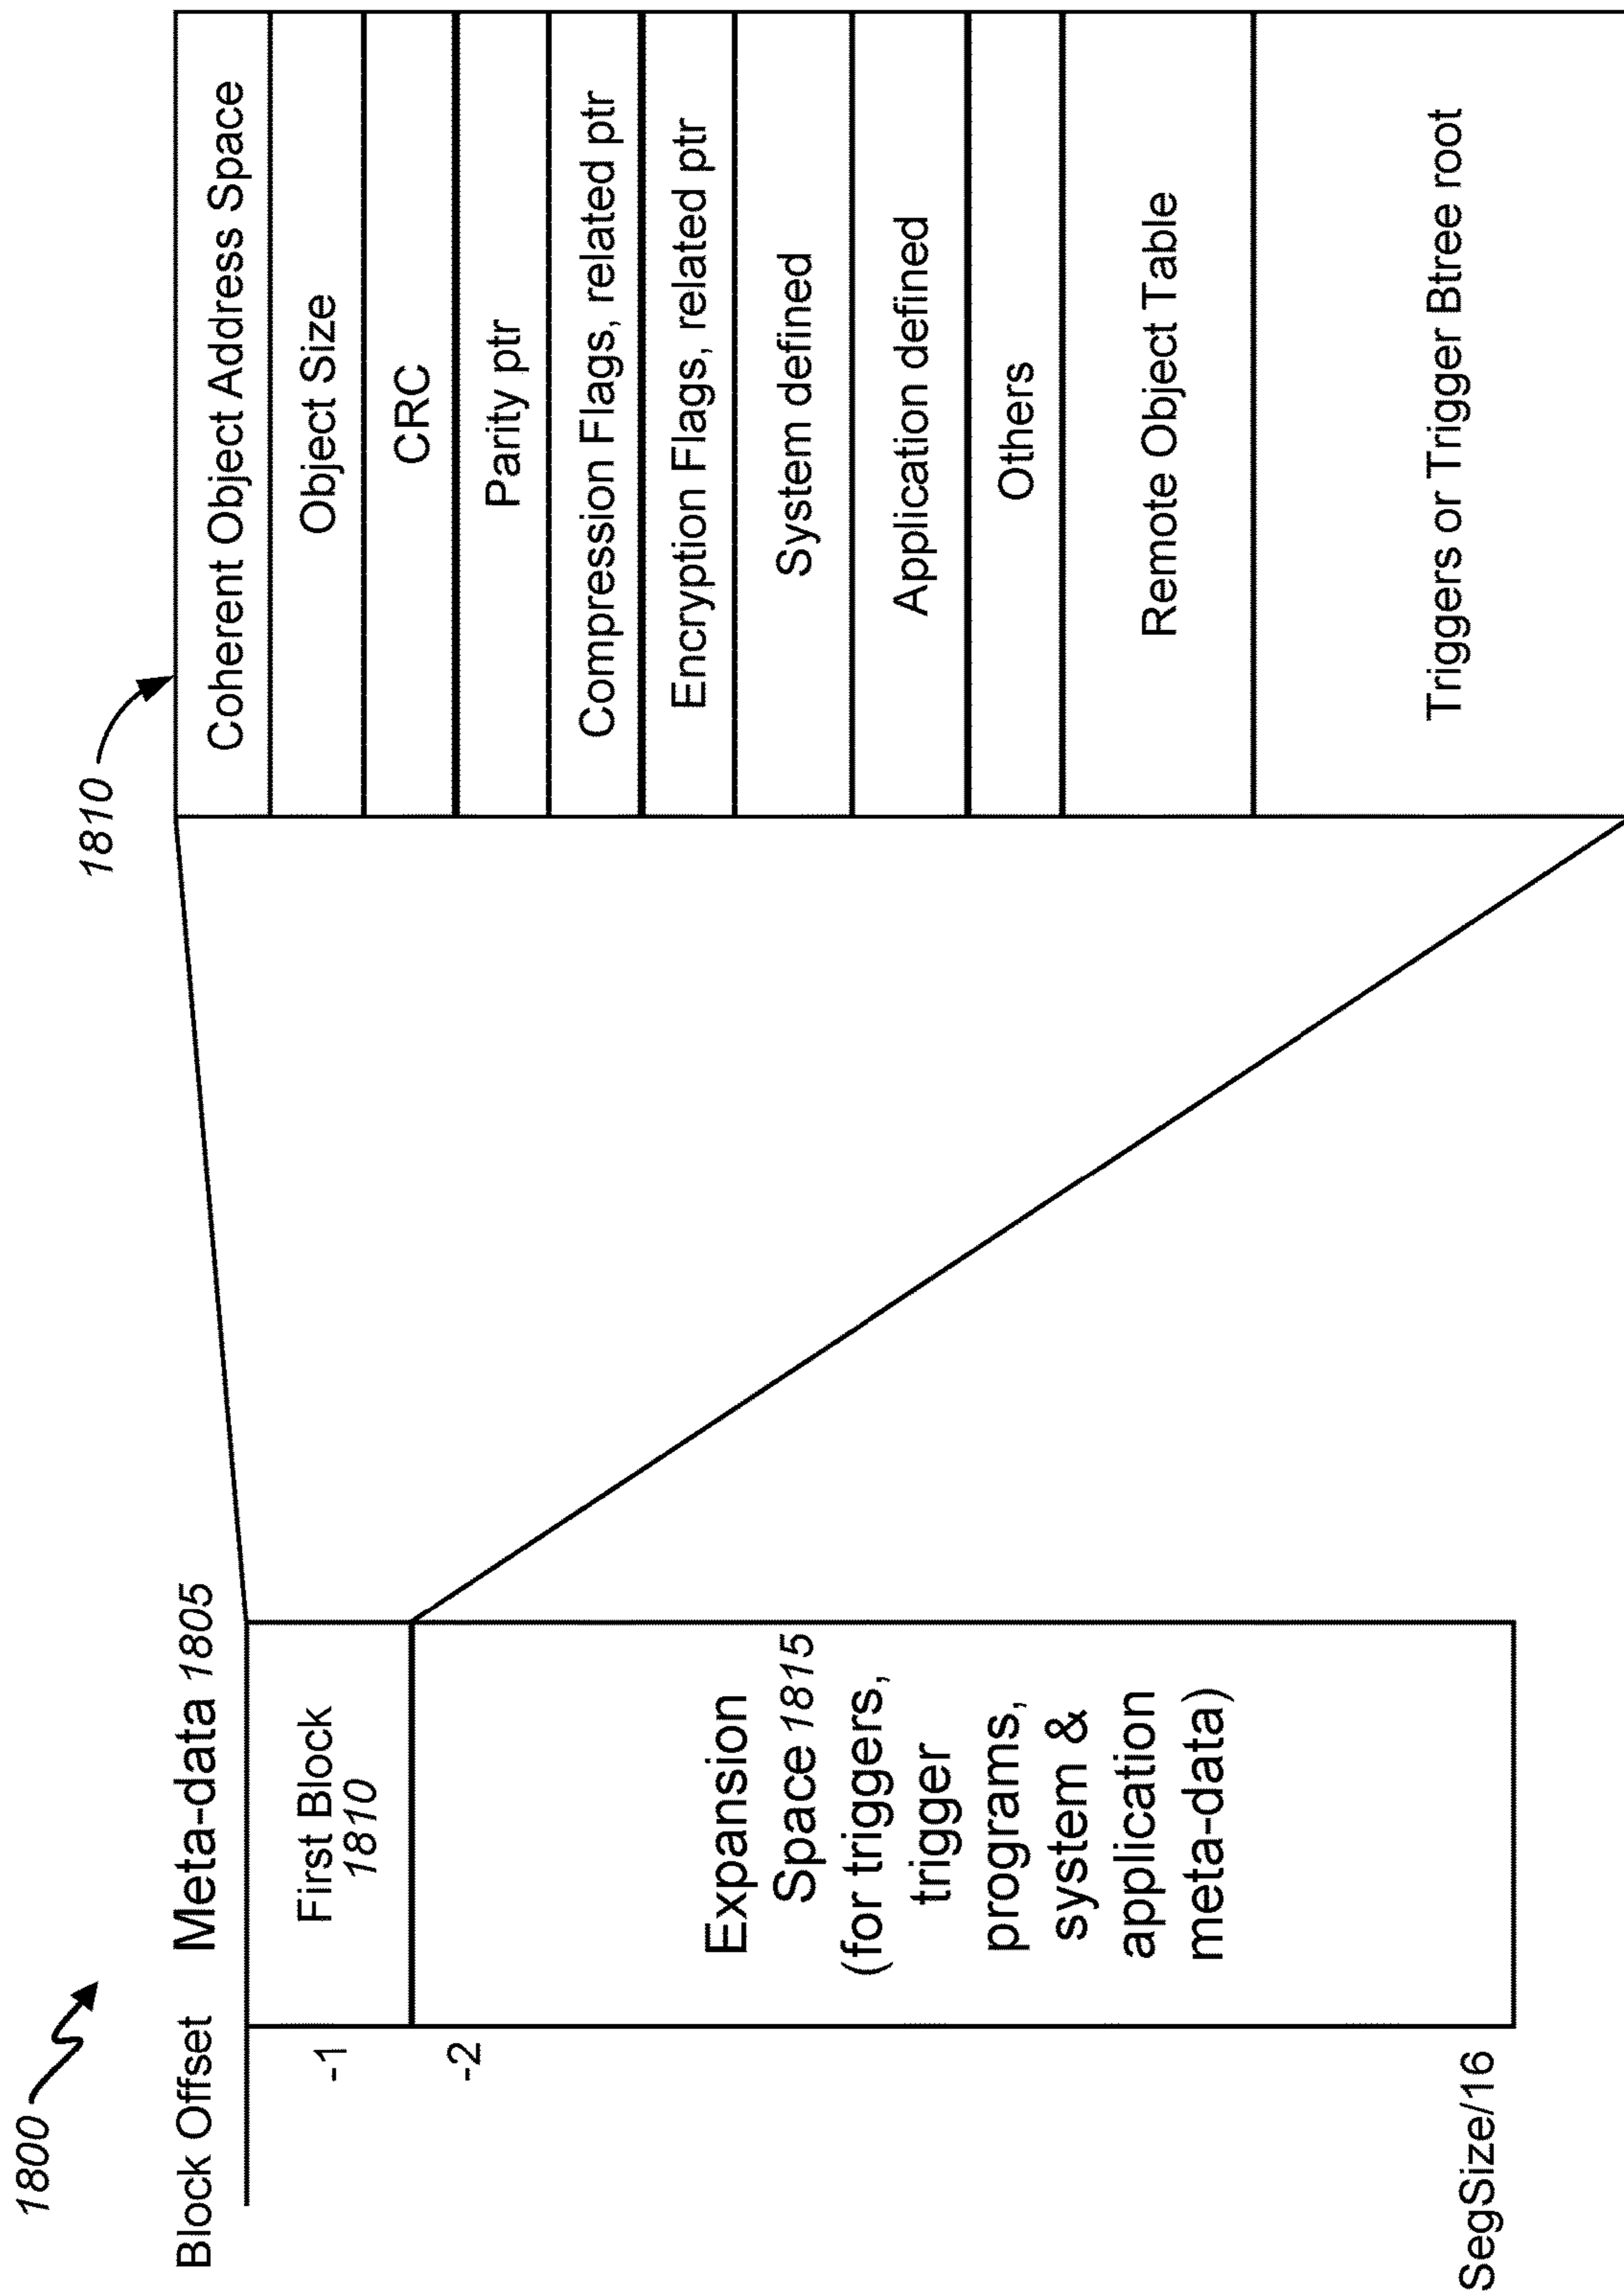 1800
Block Offset
Meta-data 1805
-1
First Block
1810
-2
Expansion
Space 1815
(for triggers,
trigger
programs,
system &
application
meta-data)
SegSize/16
1810
Coherent Object Address Space
Object Size
CRC
Parity ptr
Compression Flags, related ptr
Encryption Flags, related ptr
System defined
Application defined
Others
Remote Object Table
Triggers or Trigger Btree root